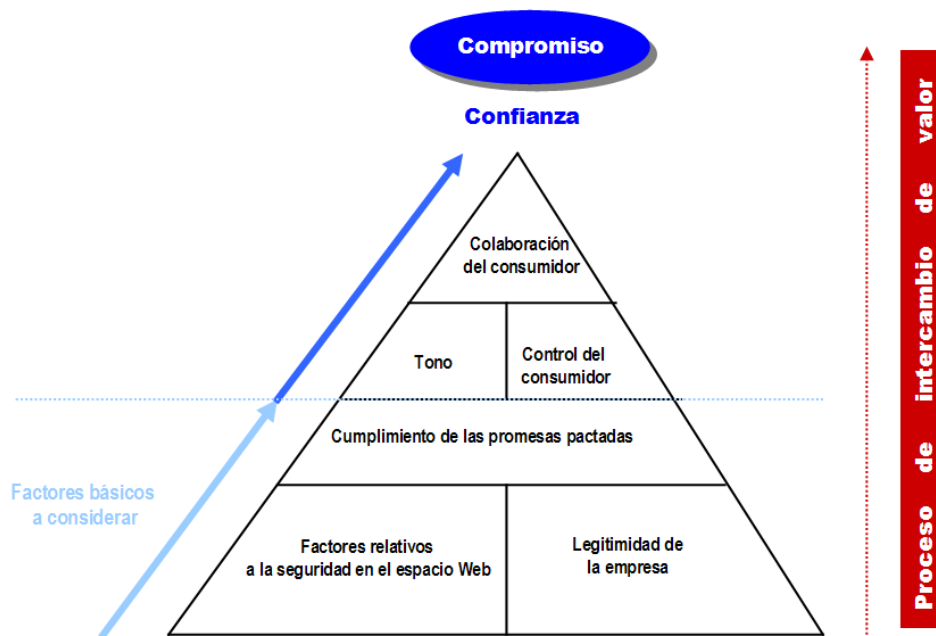 Compromiso
Confianza
Colaboración
del consumidor
Tono
Control del
consumidor
Cumplimiento de las promesas pactadas
Factores básicos
a considerar
Factores relativos
a la seguridad en el espacio Web
Legitimidad de
la empresa
Proceso de intercambio de valor